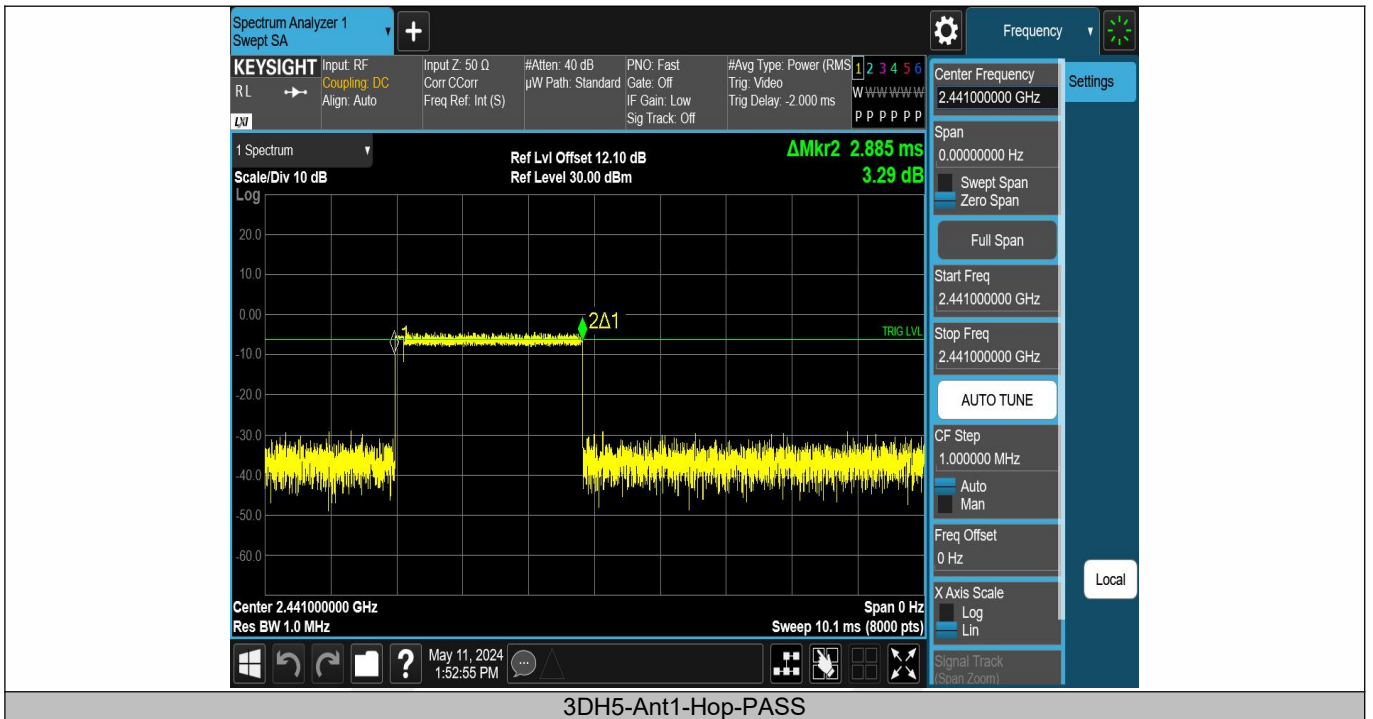 Spectrum Analyzer 1
Swept SA
+
Frequency
KEYSIGHT
RL
LXI
Input: RF
Coupling: DC
Align: Auto
Input Z: 50 Ω
Corr CCorr
Freq Ref: Int (S)
#Atten: 40 dB
µW Path: Standard
PNO: Fast
Gate: Off
IF Gain: Low
Sig Track: Off
#Avg Type: Power (RMS
Trig: Video
Trig Delay: -2.000 ms
1 2 3 4 5 6
W W W W W W
P P P P P P
1 Spectrum
Scale/Div 10 dB
Ref Lvl Offset 12.10 dB
Ref Level 30.00 dBm
ΔMkr2 2.885 ms
3.29 dB
Log
20.0
10.0
0.00
-10.0
-20.0
-30.0
-40.0
-50.0
-60.0
1
2Δ1
TRIG LVL
Center 2.441000000 GHz
Res BW 1.0 MHz
Span 0 Hz
Sweep 10.1 ms (8000 pts)
Center Frequency
2.441000000 GHz
Settings
Span
0.00000000 Hz
Swept Span
Zero Span
Full Span
Start Freq
2.441000000 GHz
Stop Freq
2.441000000 GHz
AUTO TUNE
CF Step
1.000000 MHz
Auto
Man
Freq Offset
0 Hz
X Axis Scale
Log
Lin
Signal Track
(Span Zoom)
Local
?
May 11, 2024
1:52:55 PM
3DH5-Ant1-Hop-PASS